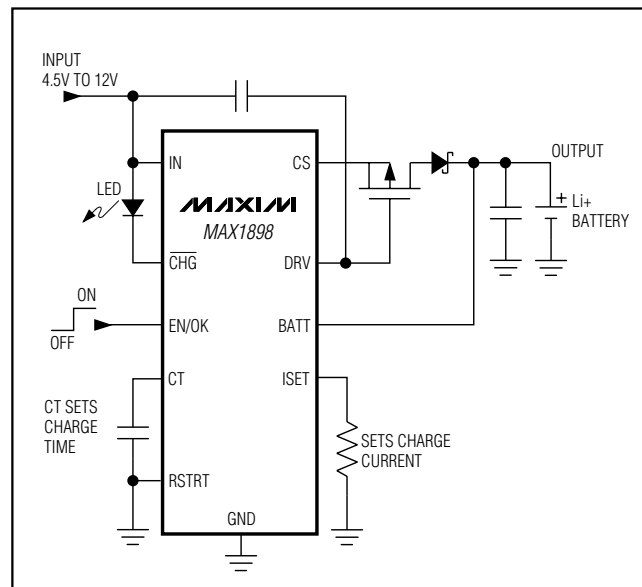 INPUT
4.5V TO 12V
IN
CS
OUTPUT
LED
MAXIM
MAX1898
+ Li+
BATTERY
CHG
DRV
ON
OFF
EN/OK
BATT
CT
ISET
CT SETS
CHARGE
TIME
SETS CHARGE
CURRENT
RSTRT
GND